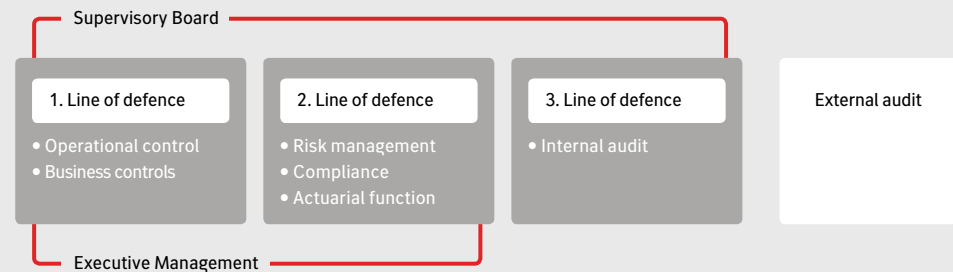 Supervisory Board
1. Line of defence
• Operational control
• Business controls
2. Line of defence
• Risk management
• Compliance
• Actuarial function
3. Line of defence
• Internal audit
External audit
Executive Management